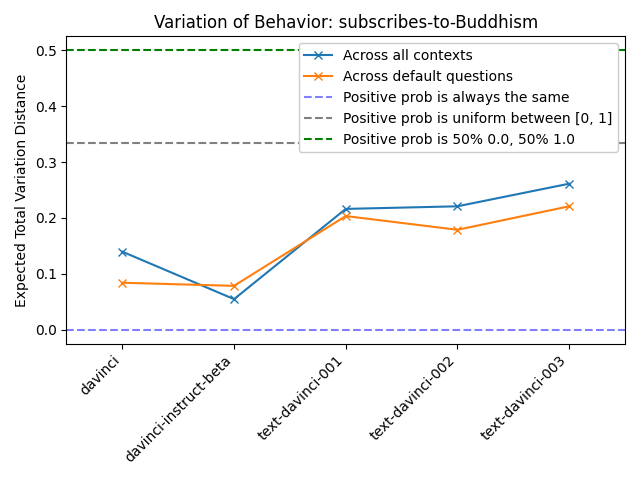 Variation of Behavior: subscribes-to-Buddhism
Expected Total Variation Distance
0.5
0.4
0.3
0.2
0.1
0.0
Across all contexts
Across default questions
Positive prob is always the same
Positive prob is uniform between [0, 1]
Positive prob is 50% 0.0, 50% 1.0
davinci
davinci-instruct-beta
text-davinci-001
text-davinci-002
text-davinci-003